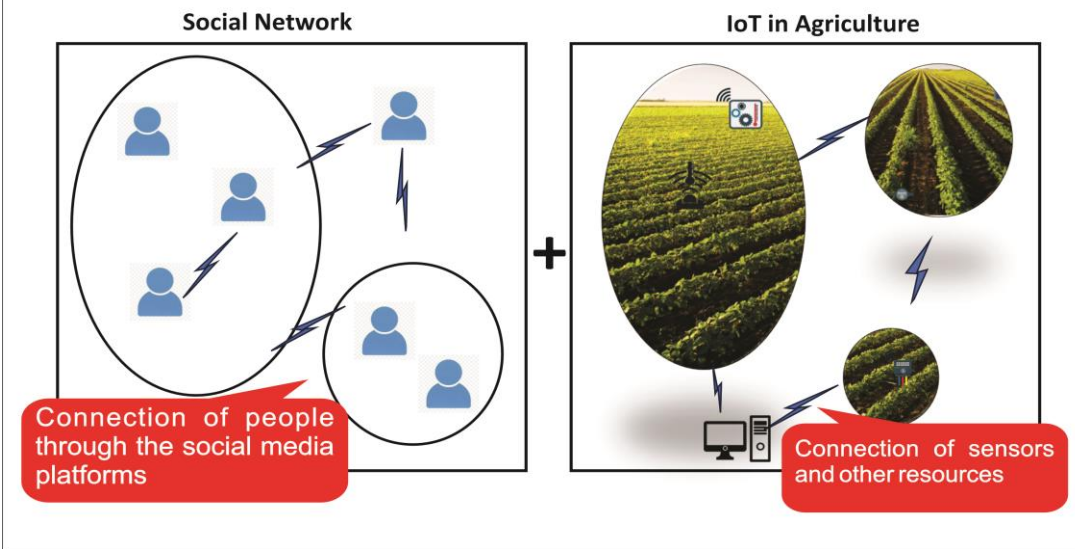 Social Network
IoT in Agriculture
+
Connection of people
through the social media
platforms
Connection of sensors
and other resources